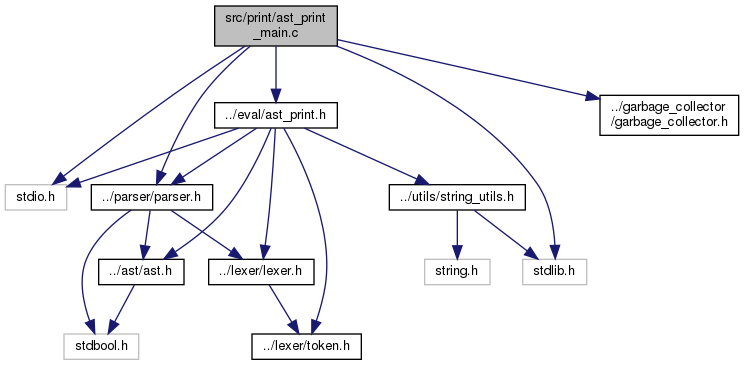 src/print/ast_print
_main.c
../garbage_collector
/garbage_collector.h
../eval/ast_print.h
stdio.h
../parser/parser.h
../utils/string_utils.h
../ast/ast.h
../lexer/lexer.h
string.h
stdlib.h
stdbool.h
../lexer/token.h